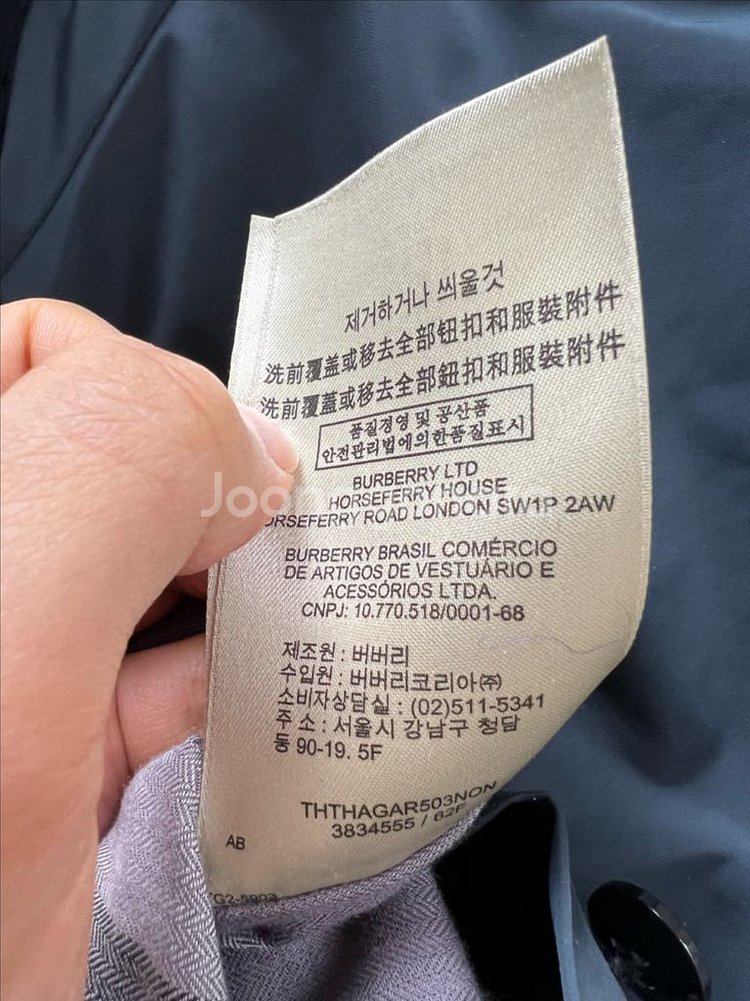 제거하거나 씌울것
洗前覆盖或移去全部钮扣和服裝附件
洗前覆蓋或移去全部鈕扣和服裝附件
품질경영 및 공산품
안전관리법에의한품질표시
BURBERRY LTD
HORSEFERRY HOUSE
ORSEFERRY ROAD LONDON SW1P 2AW
BURBERRY BRASIL COMÉRCIO
DE ARTIGOS DE VESTUÁRIO E
ACESSÓRIOS LTDA.
CNPJ: 10.770.518/0001-68
제조원 : 버버리
수입원 : 버버리코리아㈜
소비자상담실 : (02)511-5341
주 소 : 서울시 강남구 청담
동 90-19. 5F
THTHAGAR503NON
3834555 / 62F
AB